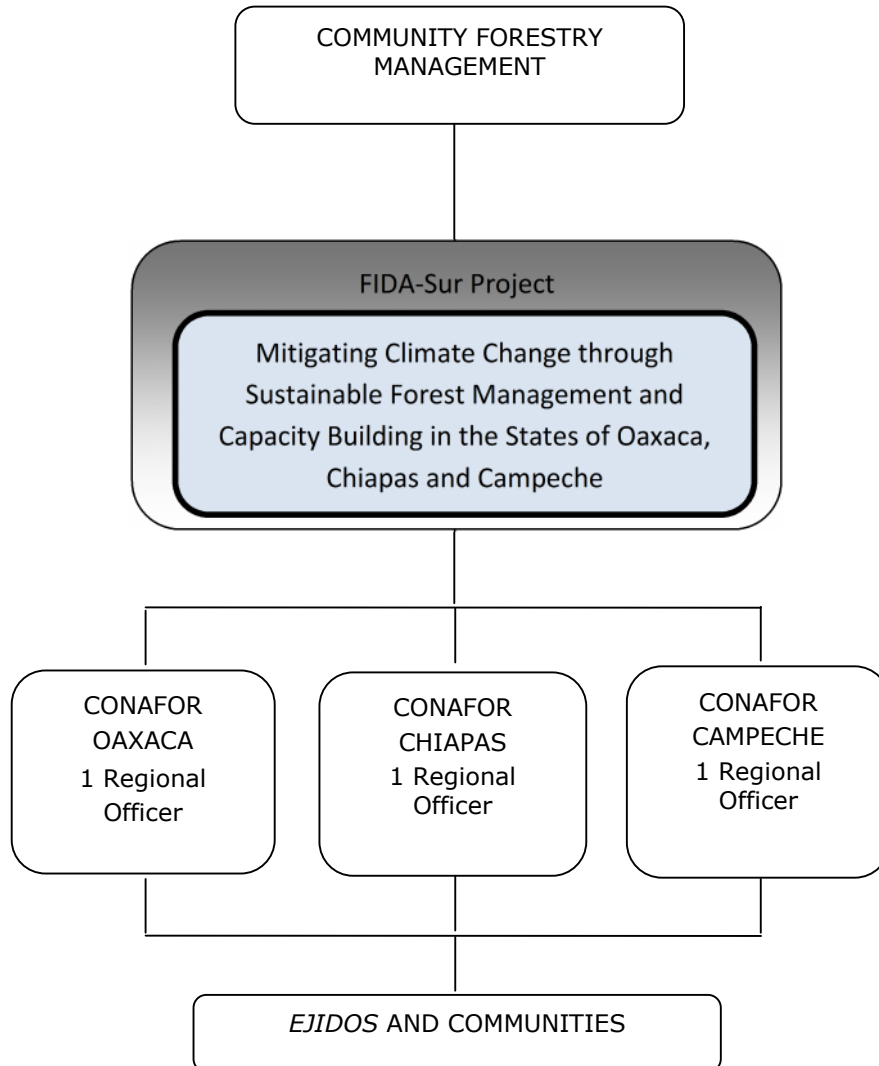 COMMUNITY FORESTRY
MANAGEMENT
FIDA-Sur Project
Mitigating Climate Change through
Sustainable Forest Management and
Capacity Building in the States of Oaxaca,
Chiapas and Campeche
CONAFOR
OAXACA
1 Regional
Officer
CONAFOR
CHIAPAS
1 Regional
Officer
CONAFOR
CAMPECHE
1 Regional
Officer
EJIDOS AND COMMUNITIES